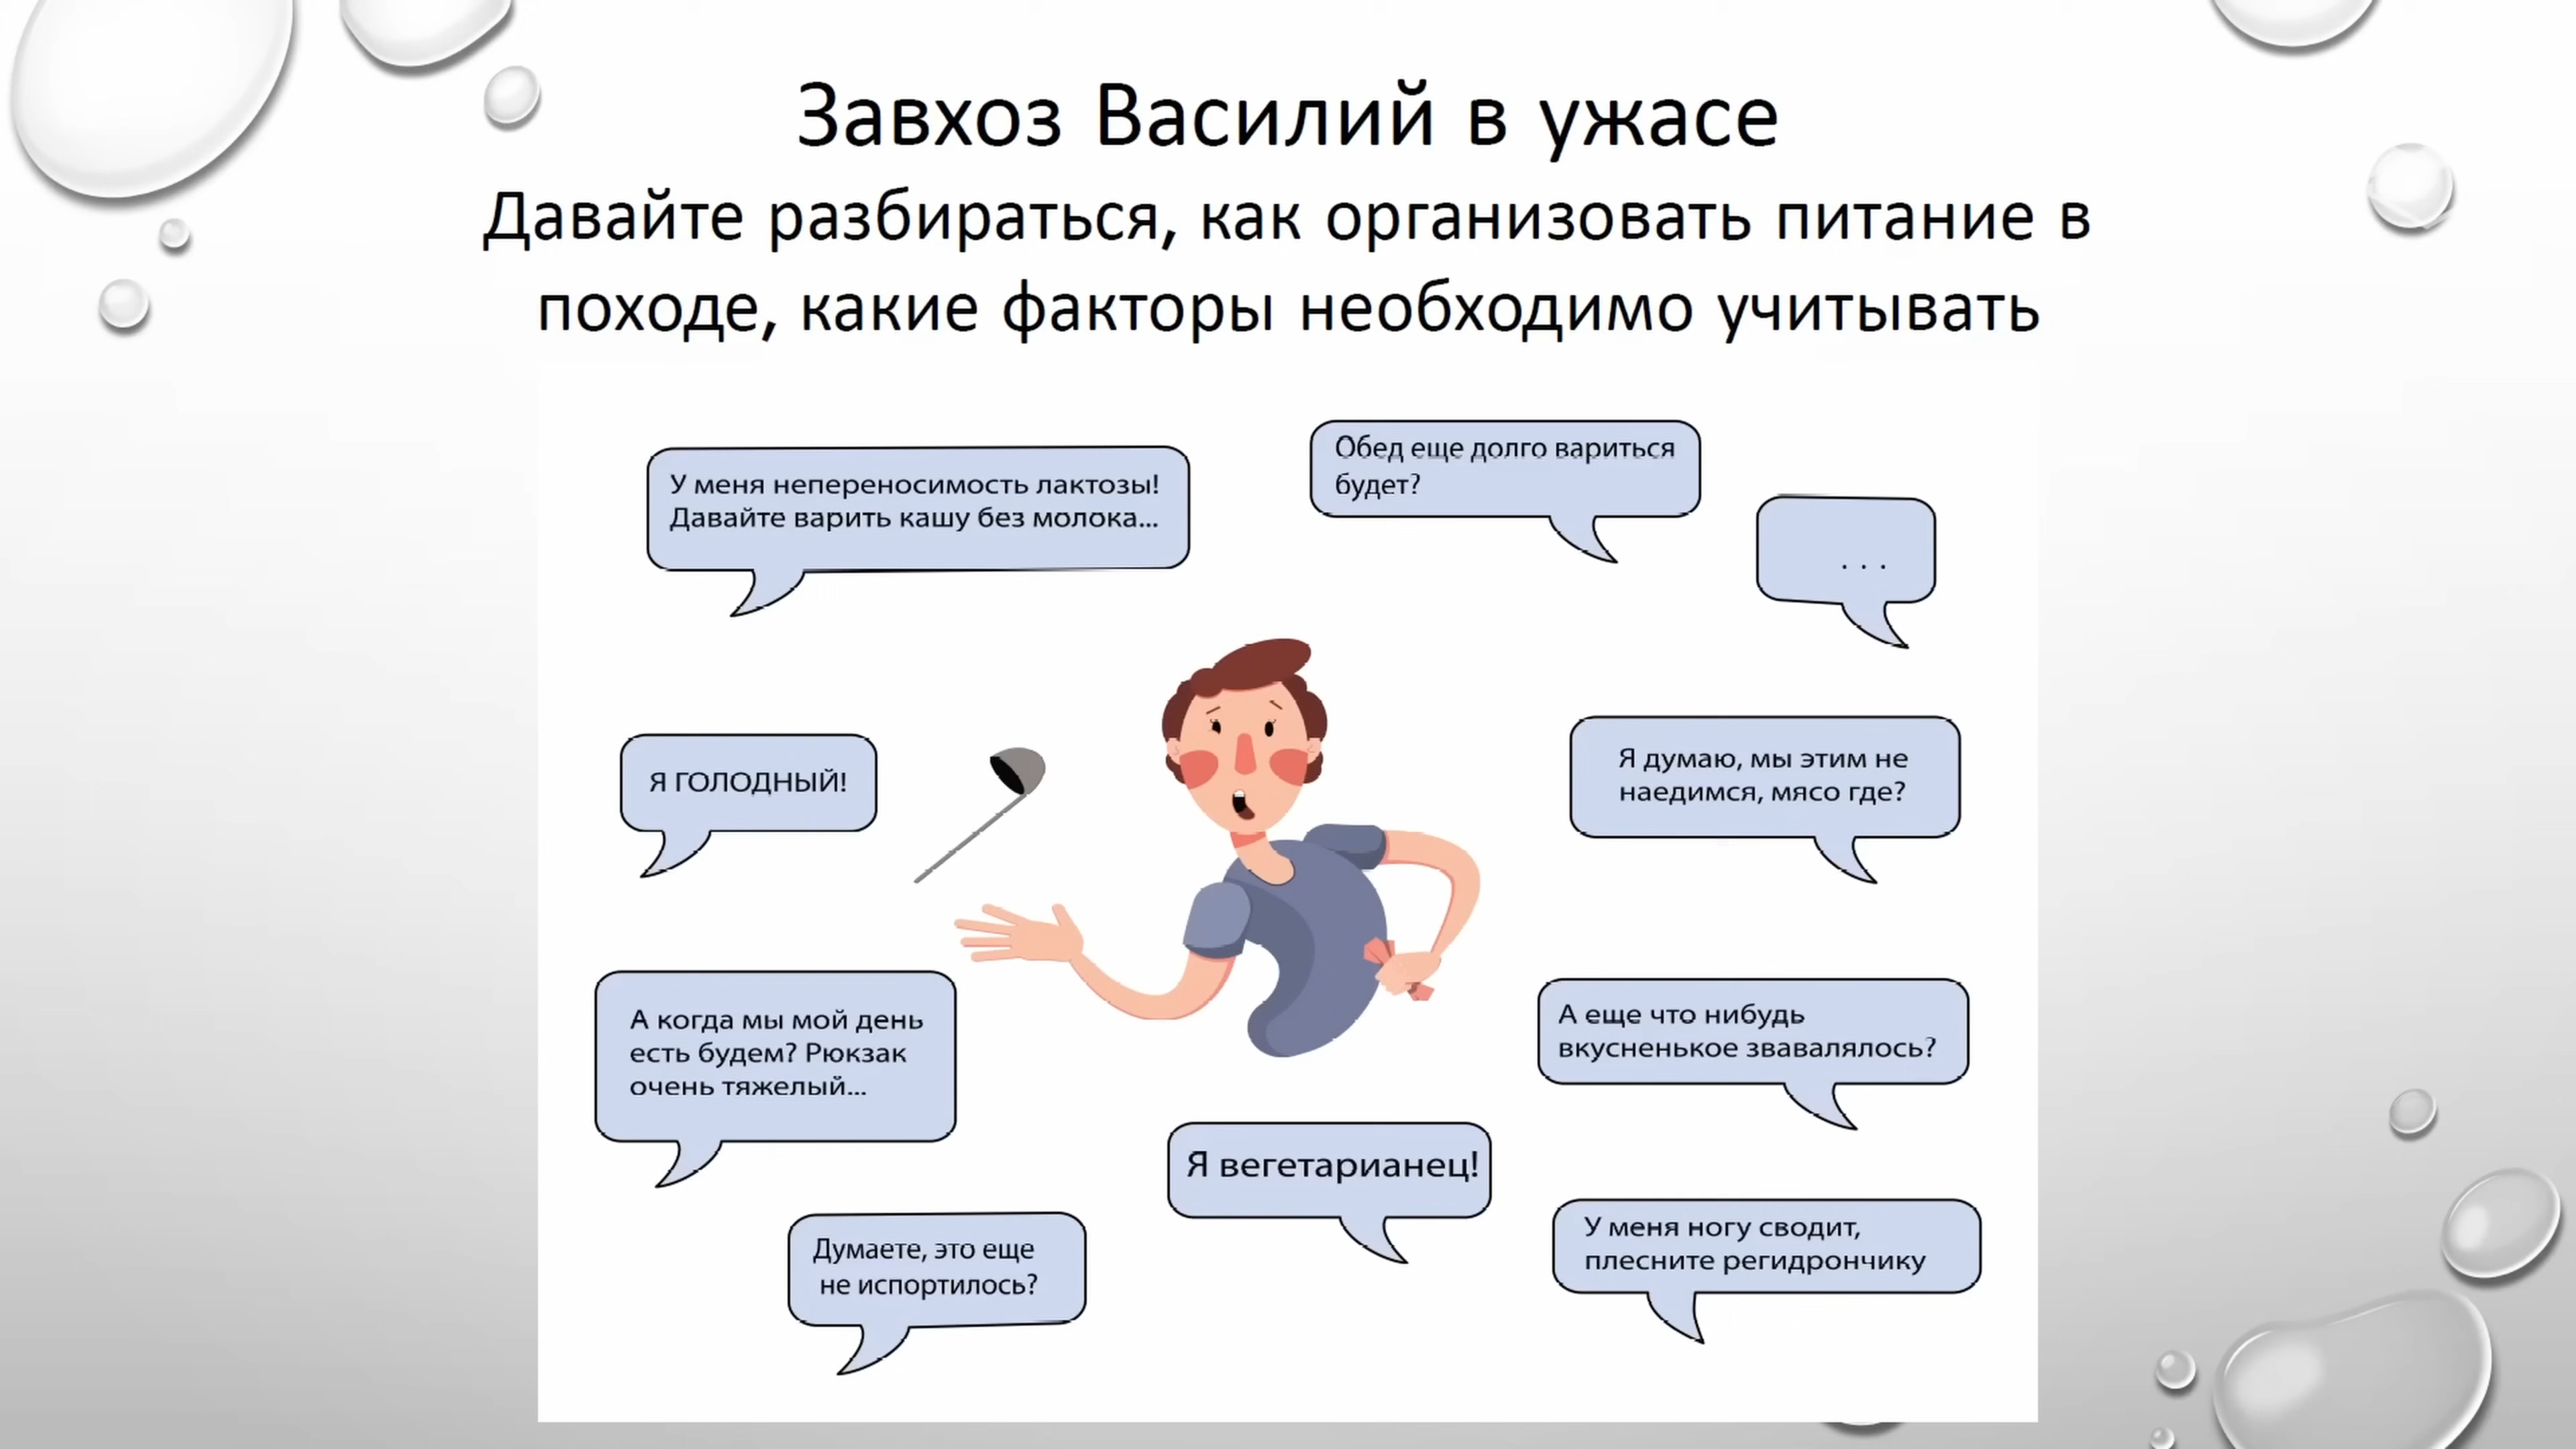 Завхоз Василий в ужасе
Давайте разбираться, как организовать питание в
походе, какие факторы необходимо учитывать
У меня непереносимость лактозы!
Давайте варить кашу без молока...
Обед еще долго вариться
будет?
. . .
Я ГОЛОДНЫЙ!
Я думаю, мы этим не
наедимся, мясо где?
А когда мы мой день
есть будем? Рюкзак
очень тяжелый...
А еще что нибудь
вкусненькое звавалялось?
Я вегетарианец!
Думаете, это еще
не испортилось?
У меня ногу сводит,
плесните регидрончику